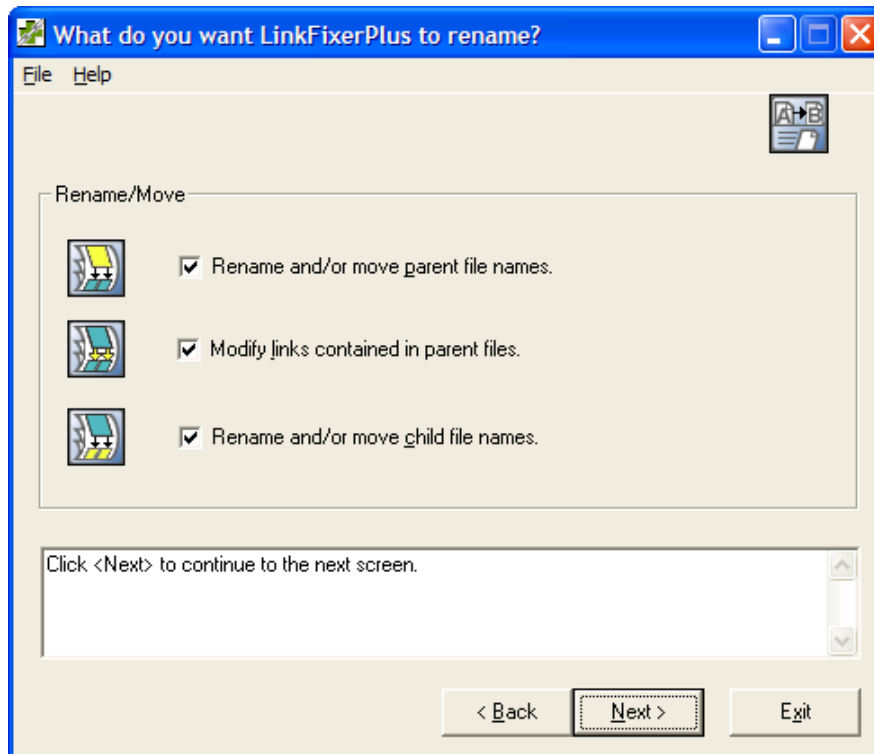 What do you want LinkFixerPlus to rename?
File Help
A B
Rename/Move
Rename and/or move parent file names.
Modify links contained in parent files.
Rename and/or move child file names.
Click <Next> to continue to the next screen.
< Back Next > Exit